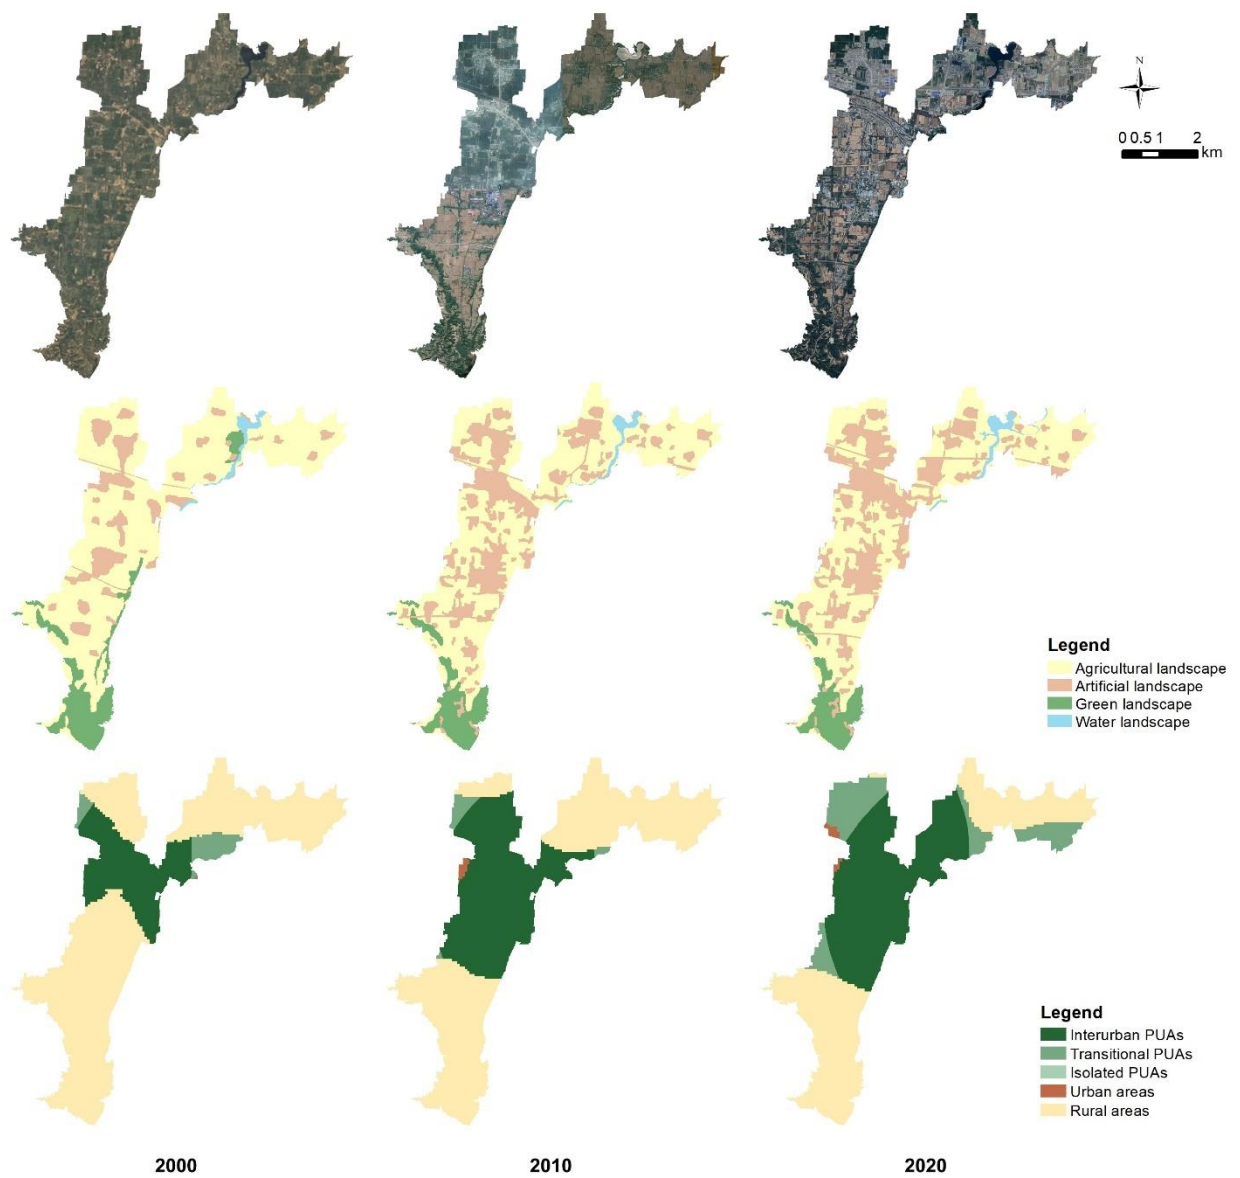 N
0 0.5 1 2
km
Legend
Agricultural landscape
Artificial landscape
Green landscape
Water landscape
Legend
Interurban PUAs
Transitional PUAs
Isolated PUAs
Urban areas
Rural areas
2000 2010 2020